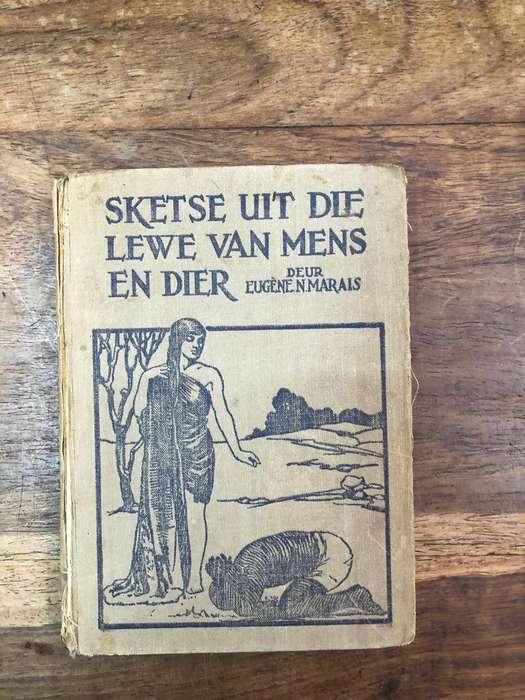 SKETSE UIT DIE
LEWE VAN MENS
EN DIER DEUR
EUGÈNE.N.MARAIS